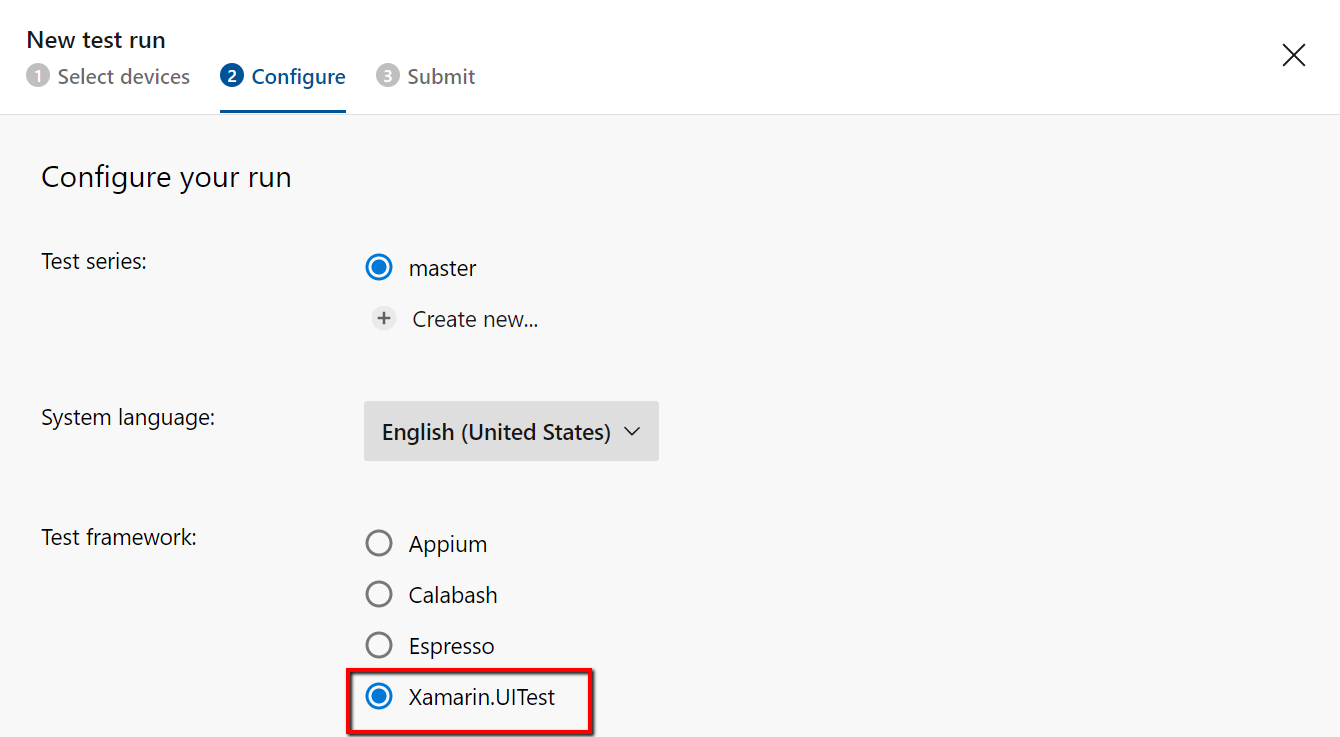 New test run
1 Select devices 2 Configure 3 Submit
Configure your run
Test series:
master
+ Create new...
System language:
English (United States)
Test framework:
Appium
Calabash
Espresso
Xamarin.UITest